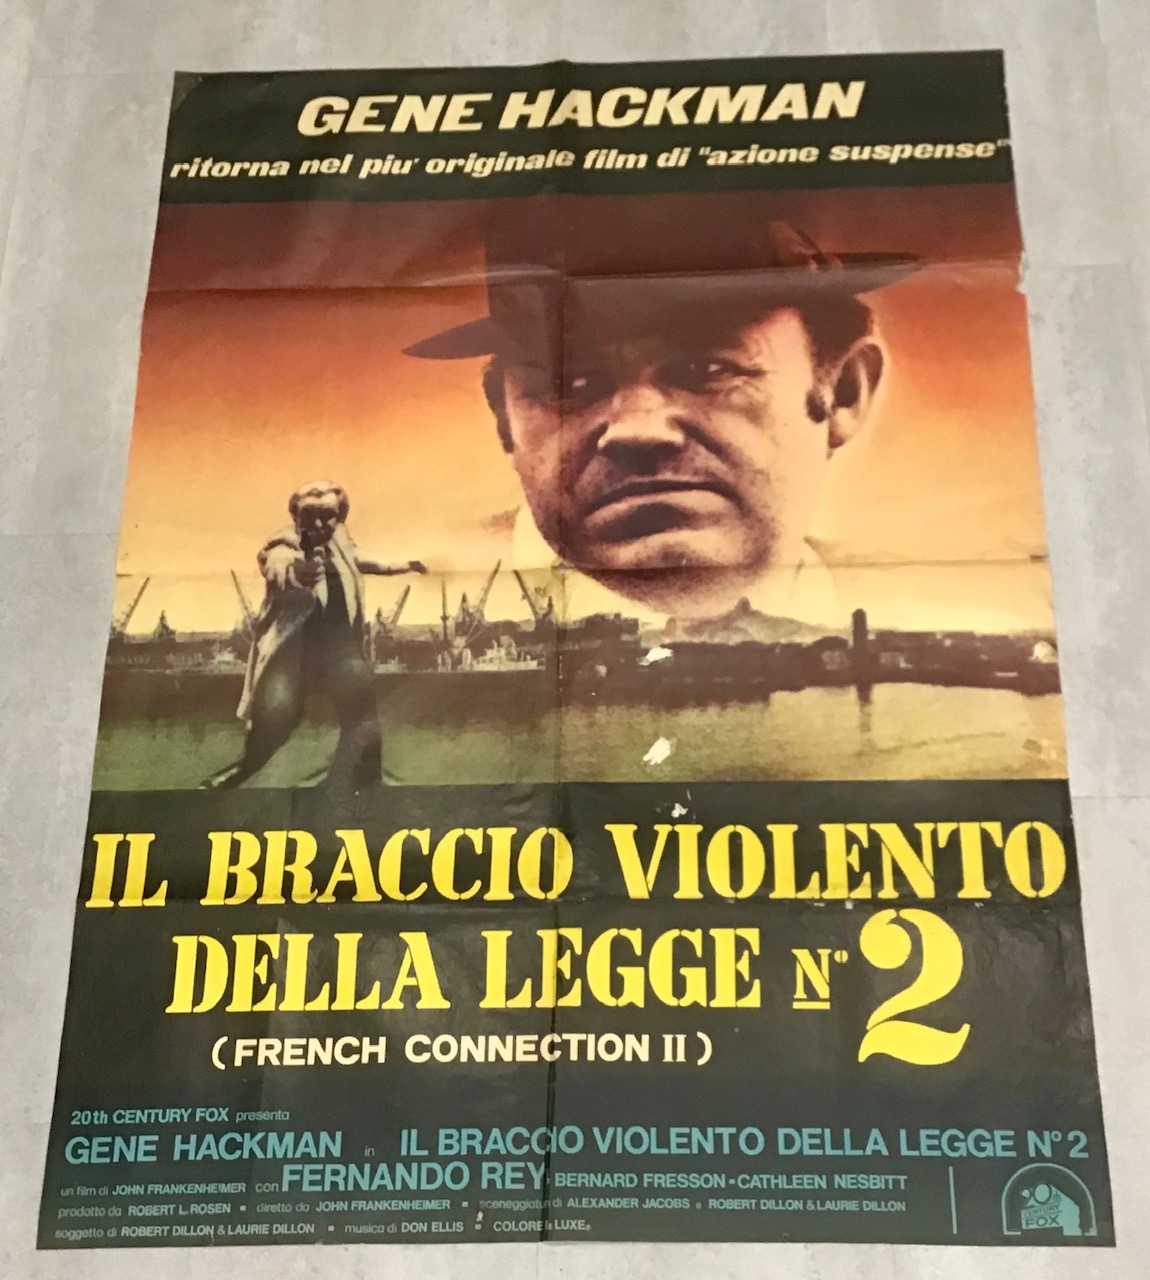 GENE HACKMAN
ritorna nel piu' originale film di "azione suspense"
IL BRACCIO VIOLENTO
DELLA LEGGE Nº 2
(FRENCH CONNECTION II)
20th CENTURY FOX presenta
GENE HACKMAN in IL BRACCIO VIOLENTO DELLA LEGGE Nº 2
un film di JOHN FRANKENHEIMER con FERNANDO REY BERNARD FRESSON - CATHLEEN NESBITT
prodotto da ROBERT L. ROSEN ■ diretto da JOHN FRANKENHEIMER ■ sceneggiatura di ALEXANDER JACOBS e ROBERT DILLON & LAURIE DILLON
soggetto di ROBERT DILLON & LAURIE DILLON ■ musica di DON ELLIS ■ COLORE LUXE
20th CENTURY FOX